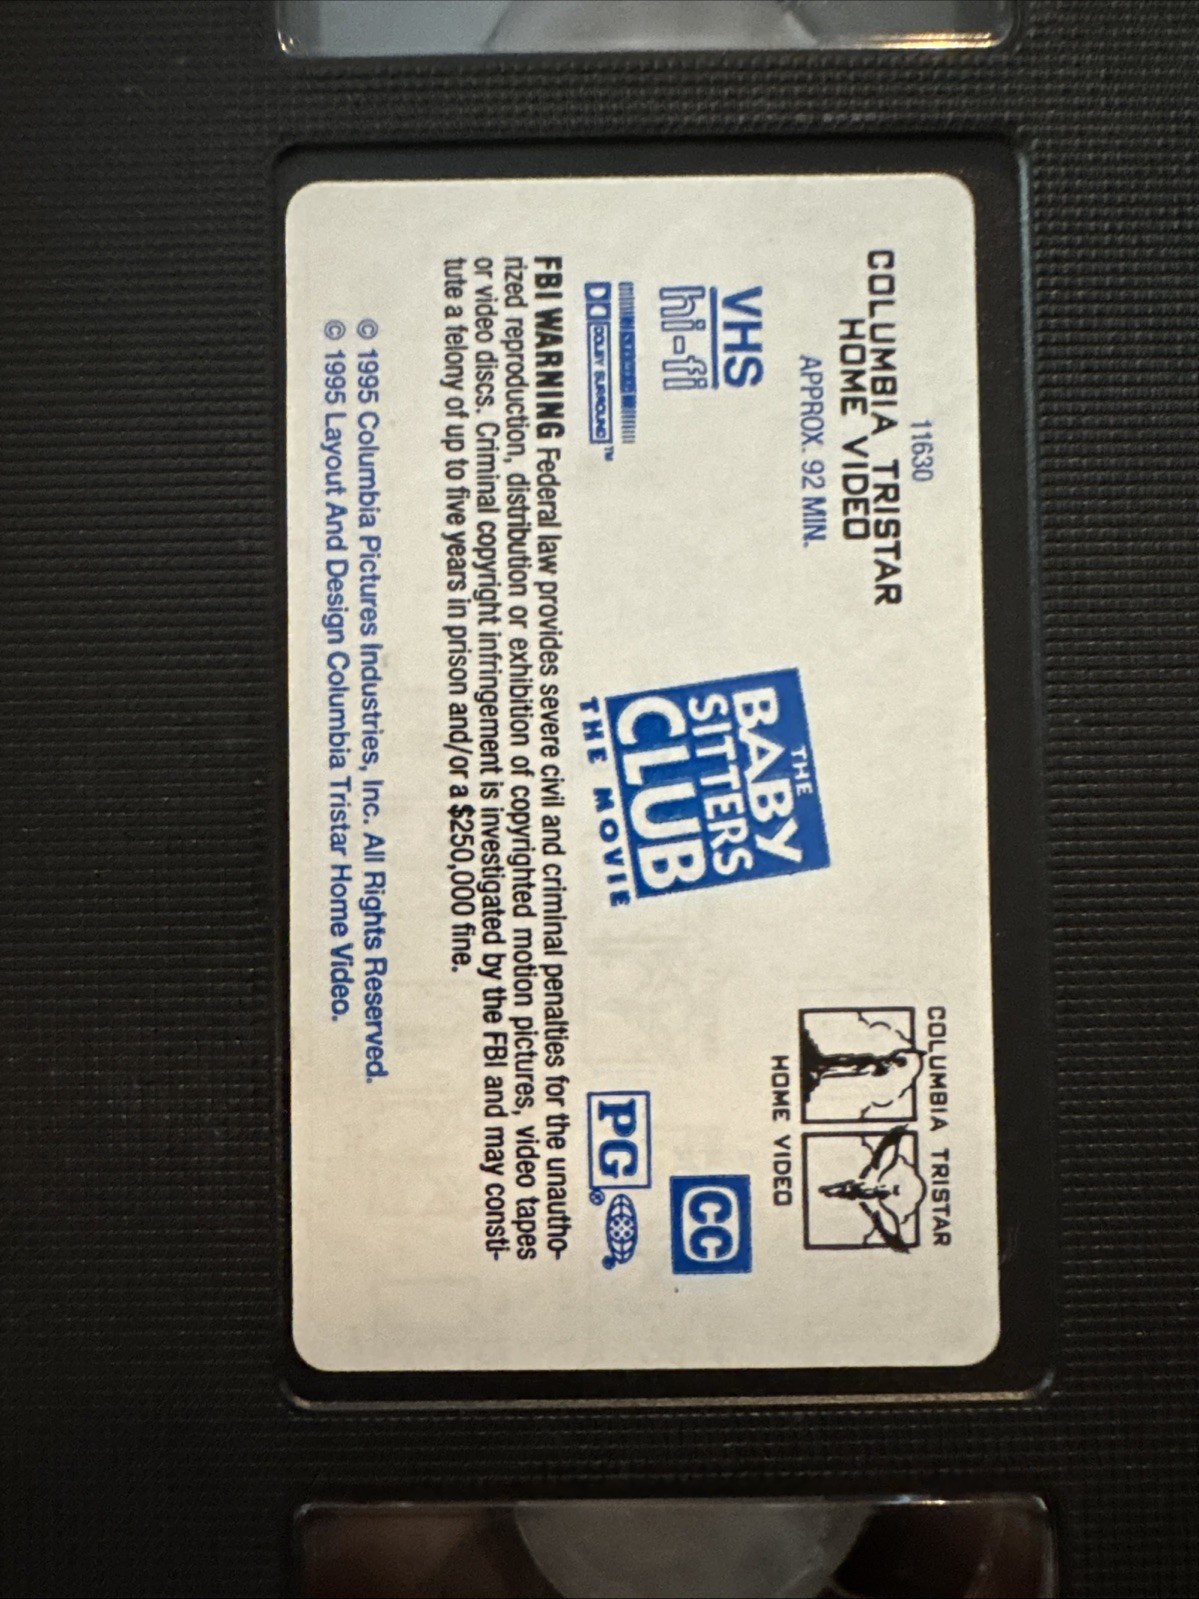 11630
COLUMBIA TRISTAR
HOME VIDEO
APPROX. 92 MIN.
VHS
hi-fi
DOLBY SURROUND™
THE
BABY
SITTERS
CLUB
THE MOVIE
COLUMBIA TRISTAR
HOME VIDEO
CC
PG®
FBI WARNING Federal law provides severe civil and criminal penalties for the unautho-
rized reproduction, distribution or exhibition of copyrighted motion pictures, video tapes
or video discs. Criminal copyright infringement is investigated by the FBI and may consti-
tute a felony of up to five years in prison and/or a $250,000 fine.
© 1995 Columbia Pictures Industries, Inc. All Rights Reserved.
© 1995 Layout And Design Columbia Tristar Home Video.